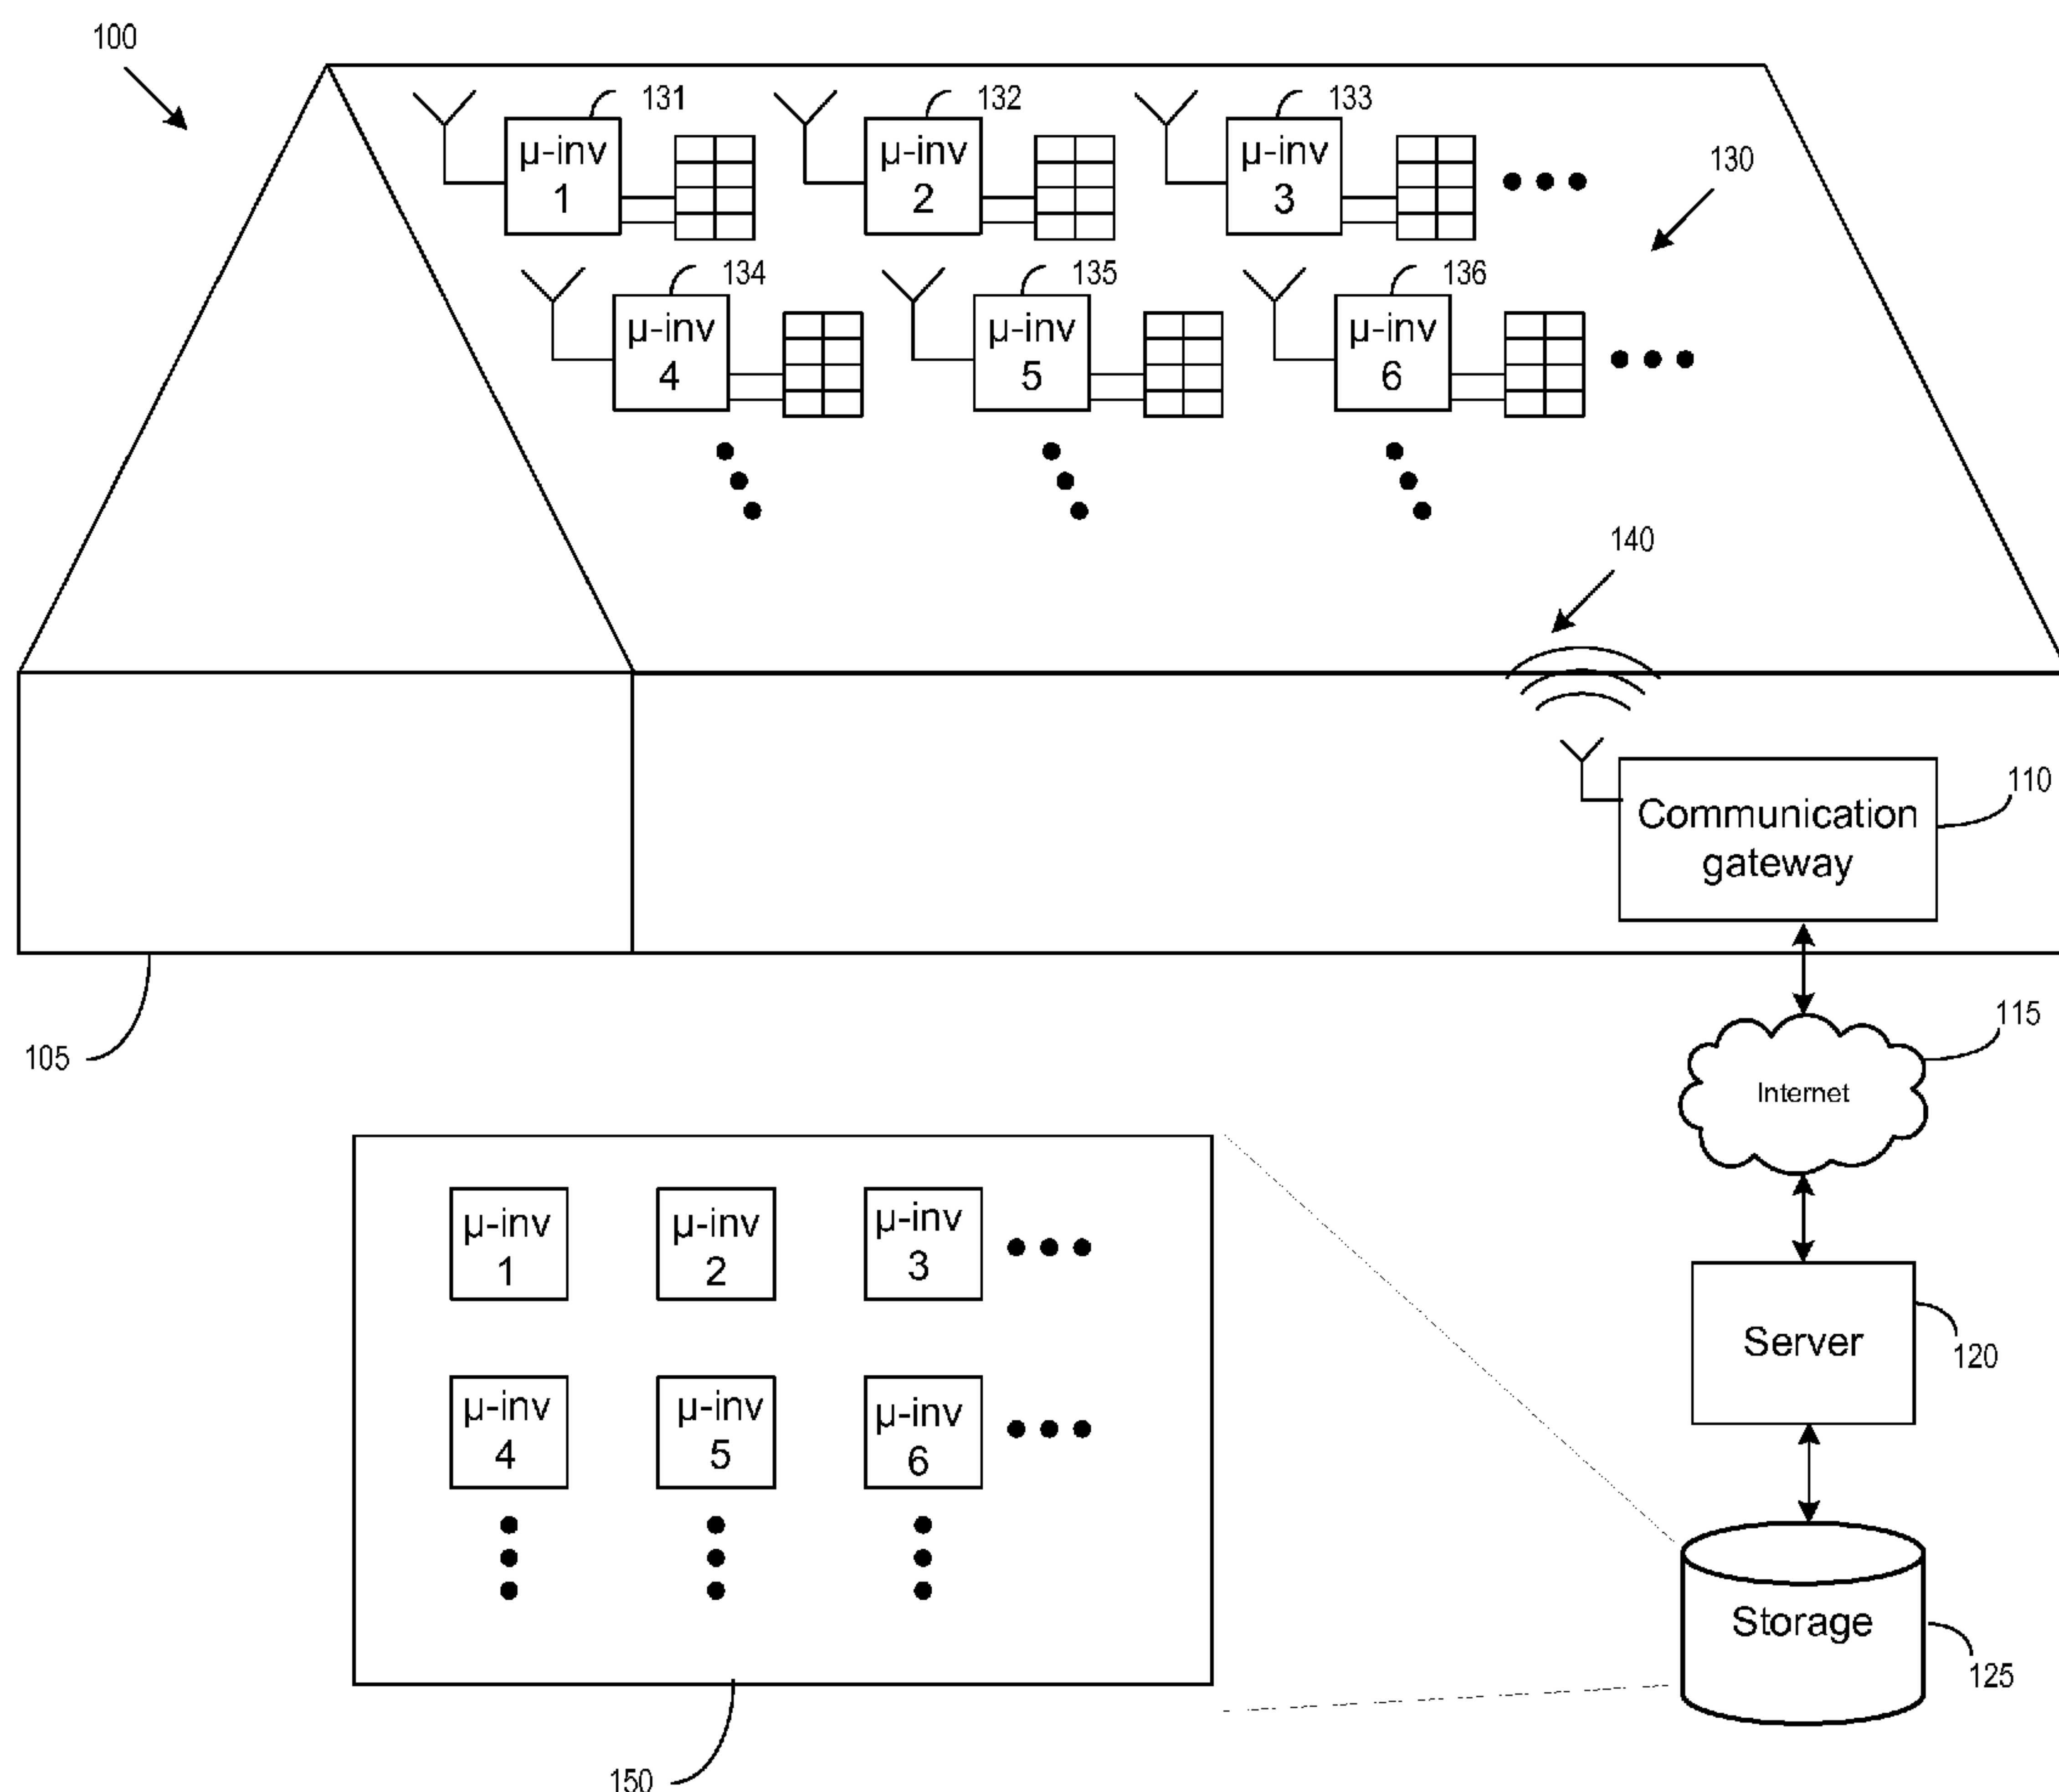 100
131
132
133
μ-inv
1
μ-inv
2
μ-inv
3
130
134
135
136
μ-inv
4
μ-inv
5
μ-inv
6
140
110
Communication
gateway
105
115
Internet
μ-inv
1
μ-inv
2
μ-inv
3
Server
120
μ-inv
4
μ-inv
5
μ-inv
6
Storage
125
150